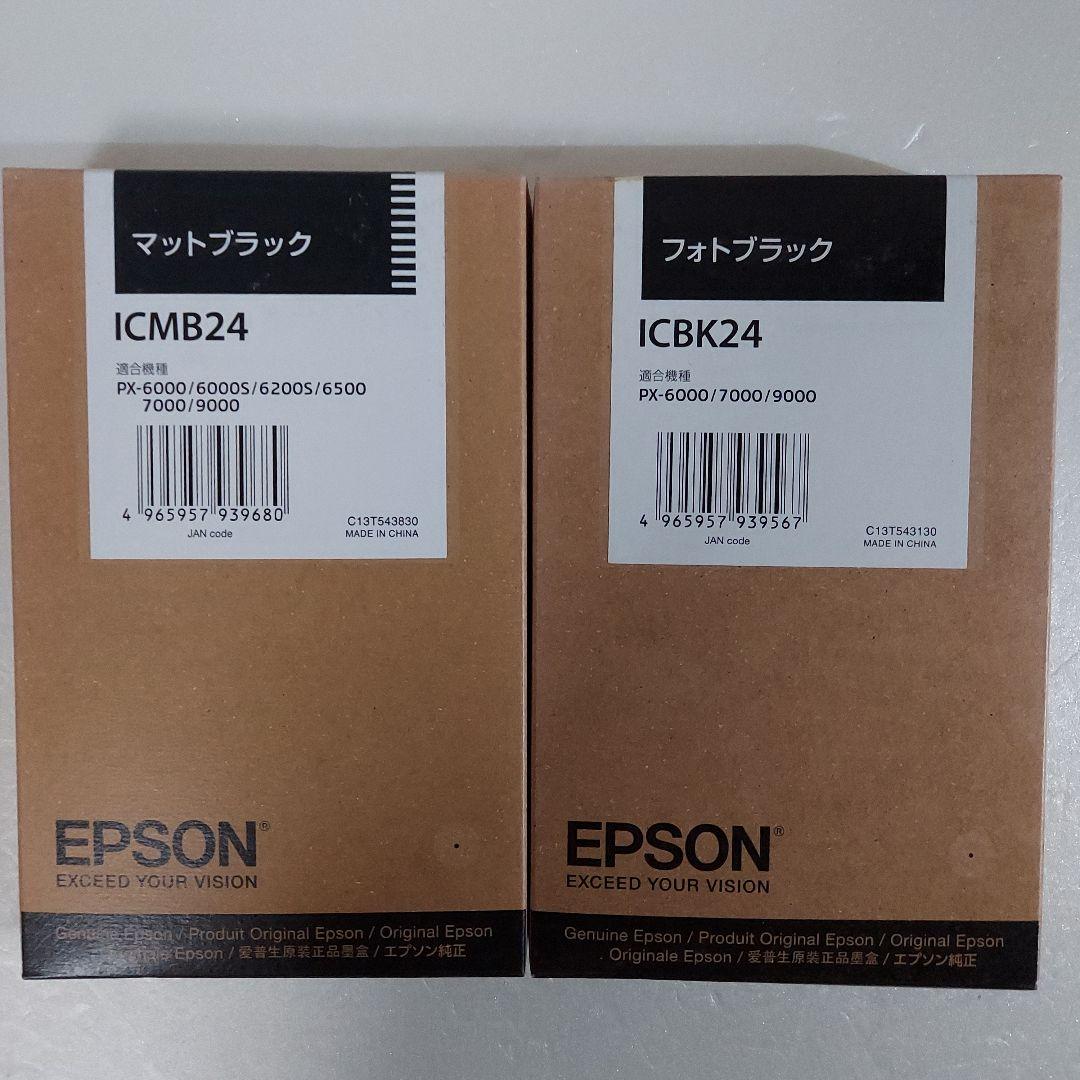 マットブラック
ICMB24
適合機種
PX-6000/6000S/6200S/6500
7000/9000
4 965957 939680
JAN code
C13T543830
MADE IN CHINA
EPSON®
EXCEED YOUR VISION
Genuine Epson / Produit Original Epson / Original Epson
Epson / 爱普生原装正品墨盒 / エプソン純正
フォトブラック
ICBK24
適合機種
PX-6000/7000/9000
4 965957 939567
JAN code
C13T543130
MADE IN CHINA
EPSON®
EXCEED YOUR VISION
Genuine Epson / Produit Original Epson / Original Epson
Originale Epson / 爱普生原装正品墨盒 / エプソン純正